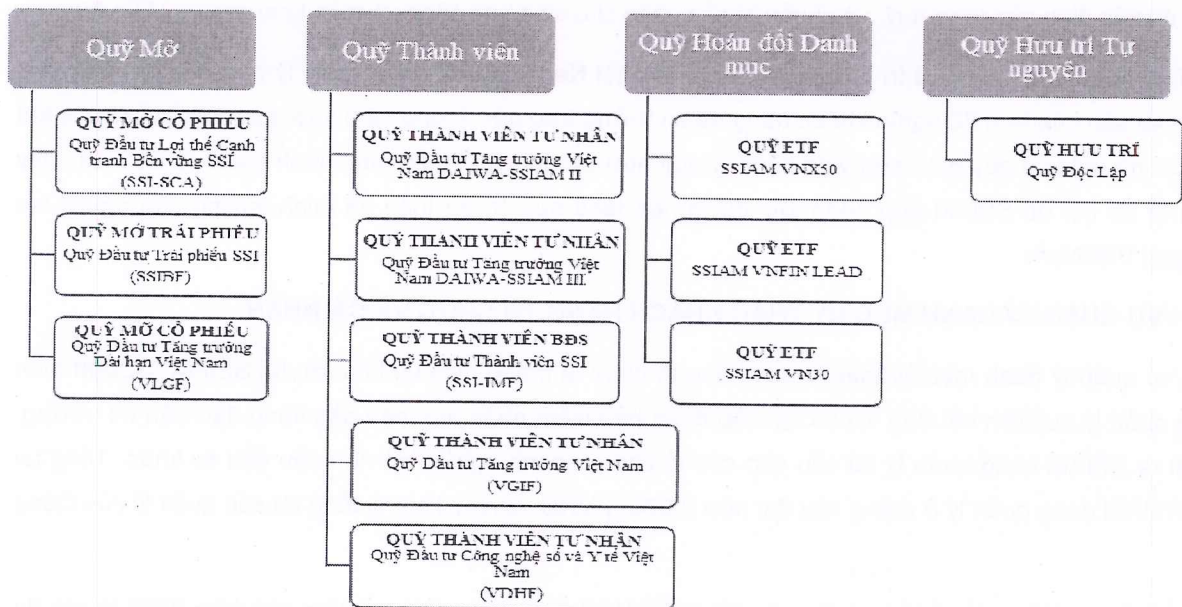 Quỹ Mở
QUỸ MỞ CỔ PHIẾU
Quỹ Đầu tư Lợi thế Cạnh
tranh Bền vững SSI
(SSI-SCA)
QUỸ MỞ TRÁI PHIẾU
Quỹ Đầu tư Trái phiếu SSI
(SSIBF)
QUỸ MỞ CỔ PHIẾU
Quỹ Đầu tư Tăng trưởng
Dài hạn Việt Nam
(VLGF)
Quỹ Thành viên
QUỸ THÀNH VIÊN TƯ NHÂN
Quỹ Đầu tư Tăng trưởng Việt
Nam DAIWA-SSIAM II
QUỸ THÀNH VIÊN TƯ NHÂN
Quỹ Đầu tư Tăng trưởng Việt
Nam DAIWA-SSIAM III
QUỸ THÀNH VIÊN BĐS
Quỹ Đầu tư Thành viên SSI
(SSI-IMF)
QUỸ THÀNH VIÊN TƯ NHÂN
Quỹ Đầu tư Tăng trưởng Việt Nam
(VGIF)
QUỸ THÀNH VIÊN TƯ NHÂN
Quỹ Đầu tư Công nghệ số và Y tế Việt
Nam
(VDHF)
Quỹ Hoán đổi Danh
mục
QUỸ ETF
SSIAM VNX50
QUỸ ETF
SSIAM VNFIN LEAD
QUỸ ETF
SSIAM VN30
Quỹ Hưu trí Tự
nguyện
QUỸ HƯU TRÍ
Quỹ Độc Lập